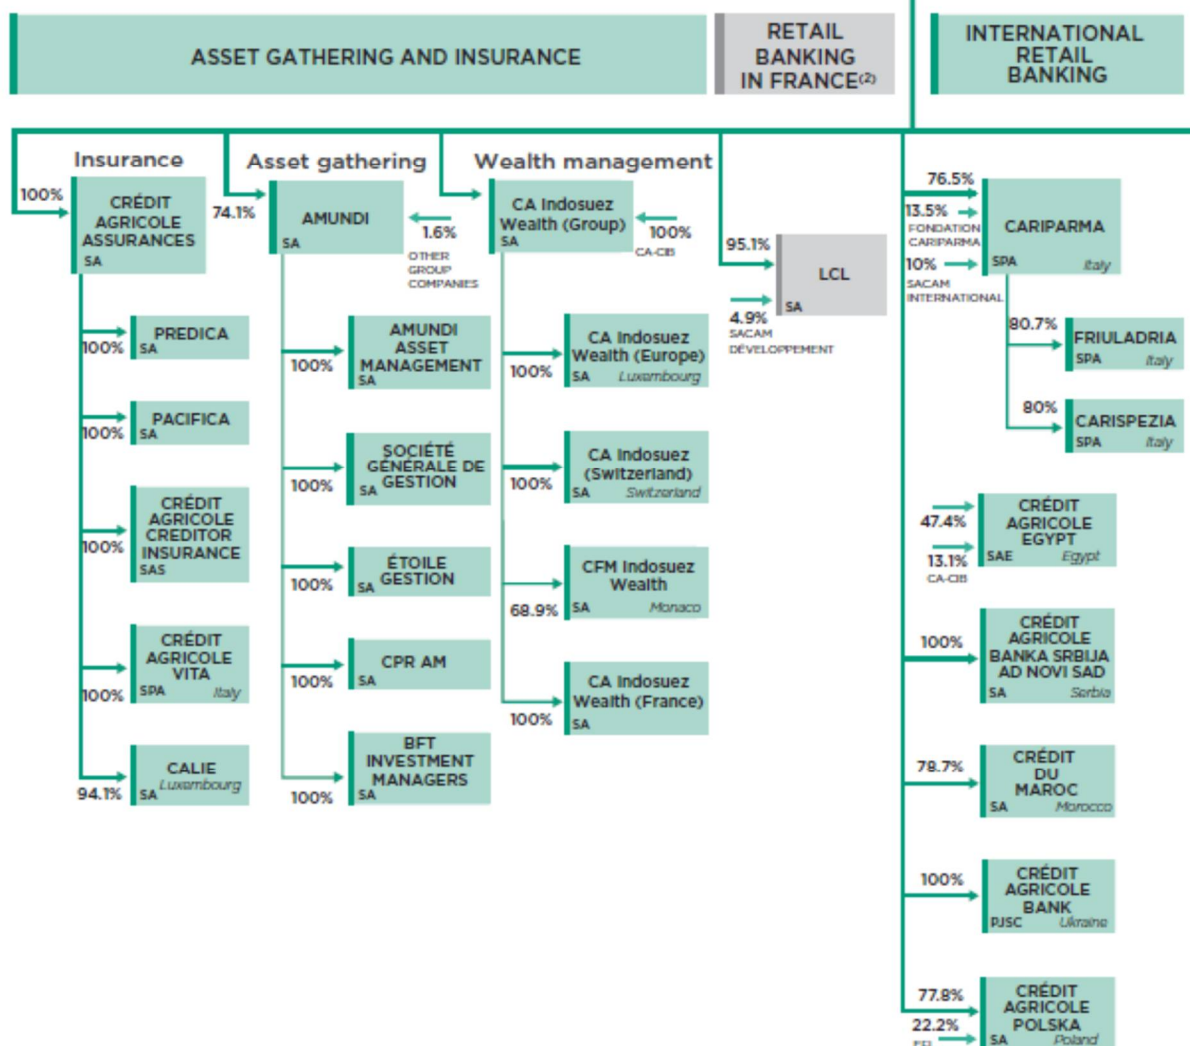 ASSET GATHERING AND INSURANCE
RETAIL
BANKING
IN FRANCE(2)
INTERNATIONAL
RETAIL
BANKING
Insurance
100%
CRÉDIT
AGRICOLE
ASSURANCES
SA
100%
PREDICA
SA
100%
PACIFICA
SA
100%
CRÉDIT
AGRICOLE
CREDITOR
INSURANCE
SAS
100%
CRÉDIT
AGRICOLE
VITA
SPA Italy
94.1%
CALIE
SA Luxembourg
Asset gathering
74.1%
AMUNDI
SA
1.6%
OTHER
GROUP
COMPANIES
100%
AMUNDI
ASSET
MANAGEMENT
SA
100%
SOCIÉTÉ
GÉNÉRALE DE
GESTION
SA
100%
ÉTOILE
GESTION
SA
100%
CPR AM
SA
100%
BFT
INVESTMENT
MANAGERS
SA
Wealth management
CA Indosuez
Wealth (Group)
SA
100%
CA-CIB
100%
CA Indosuez
Wealth (Europe)
SA Luxembourg
100%
CA Indosuez
(Switzerland)
SA Switzerland
68.9%
CFM Indosuez
Wealth
SA Monaco
100%
CA Indosuez
Wealth (France)
SA
95.1%
LCL
SA
4.9%
SACAM
DÉVELOPPEMENT
76.5%
13.5%
FONDATION
CARIPARMA
10%
SACAM
INTERNATIONAL
CARIPARMA
SPA Italy
80.7%
FRIULADRIA
SPA Italy
80%
CARISPEZIA
SPA Italy
47.4%
13.1%
CA-CIB
CRÉDIT
AGRICOLE
EGYPT
SAE Egypt
100%
CRÉDIT
AGRICOLE
BANKA SRBIJA
AD NOVI SAD
SA Serbia
78.7%
CRÉDIT
DU
MAROC
SA Morocco
100%
CRÉDIT
AGRICOLE
BANK
PJSC Ukraine
77.8%
22.2%
CRÉDIT
AGRICOLE
POLSKA
SA Poland